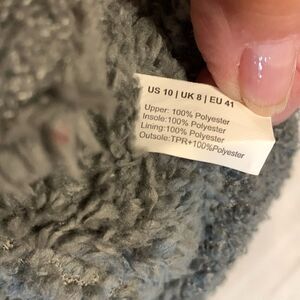 US 10 | UK 8 | EU 41
Upper: 100% Polyester
Insole:100% Polyester
Lining:100% Polyester
Outsole:TPR+100%Polyester